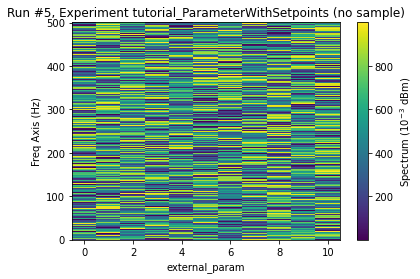 Run #5, Experiment tutorial_ParameterWithSetpoints (no sample)
500
400
300
200
100
0
Freq Axis (Hz)
0 2 4 6 8 10
external_param
800
600
400
200
Spectrum (10⁻³ dBm)